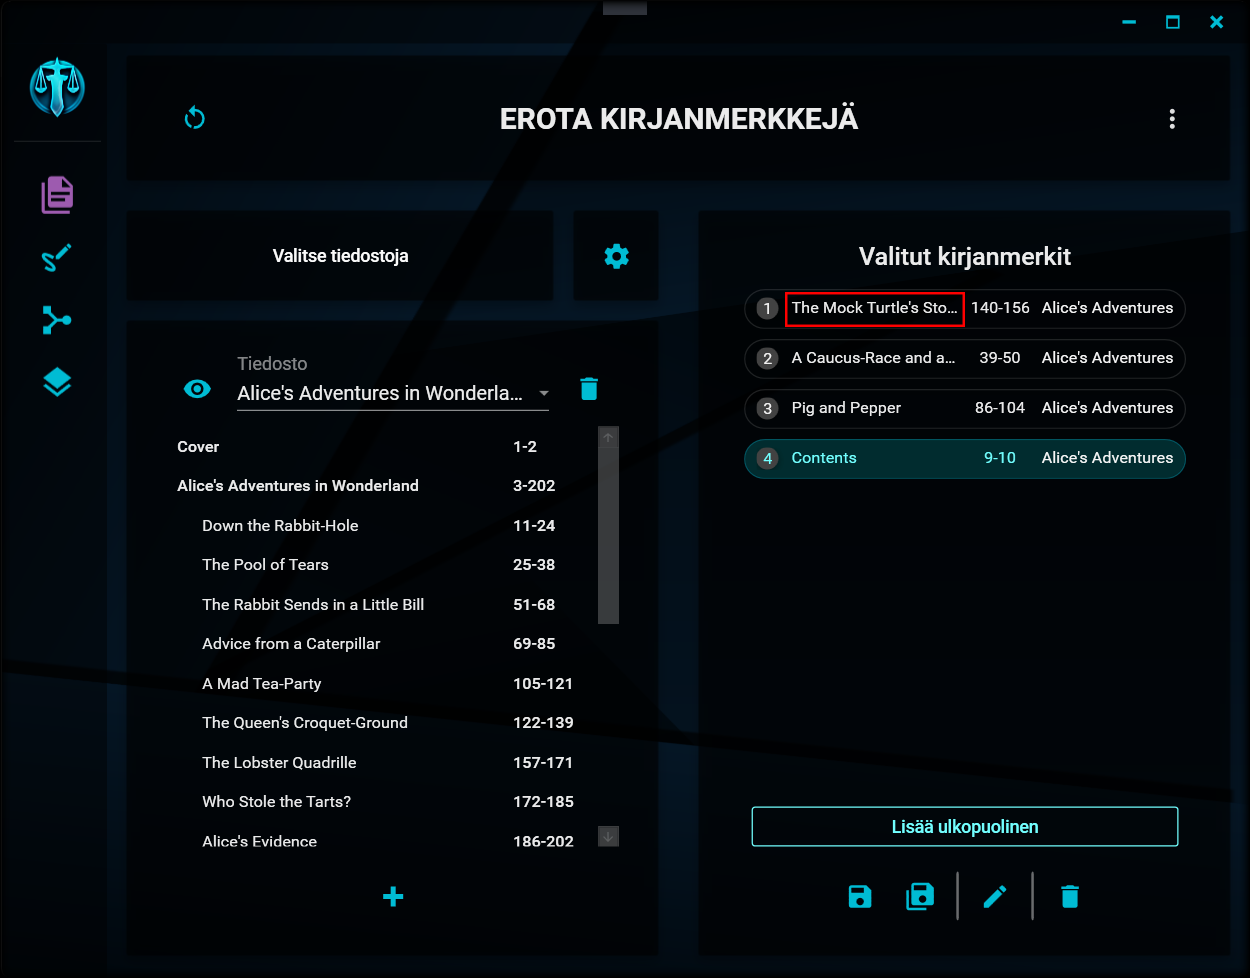 EROTA KIRJANMERKKEJÄ
Valitse tiedostoja
Tiedosto
Alice's Adventures in Wonderla...
Cover 1-2
Alice's Adventures in Wonderland 3-202
Down the Rabbit-Hole 11-24
The Pool of Tears 25-38
The Rabbit Sends in a Little Bill 51-68
Advice from a Caterpillar 69-85
A Mad Tea-Party 105-121
The Queen's Croquet-Ground 122-139
The Lobster Quadrille 157-171
Who Stole the Tarts? 172-185
Alice's Evidence 186-202
Valitut kirjanmerkit
1 The Mock Turtle's Sto... 140-156 Alice's Adventures
2 A Caucus-Race and a... 39-50 Alice's Adventures
3 Pig and Pepper 86-104 Alice's Adventures
4 Contents 9-10 Alice's Adventures
Lisää ulkopuolinen